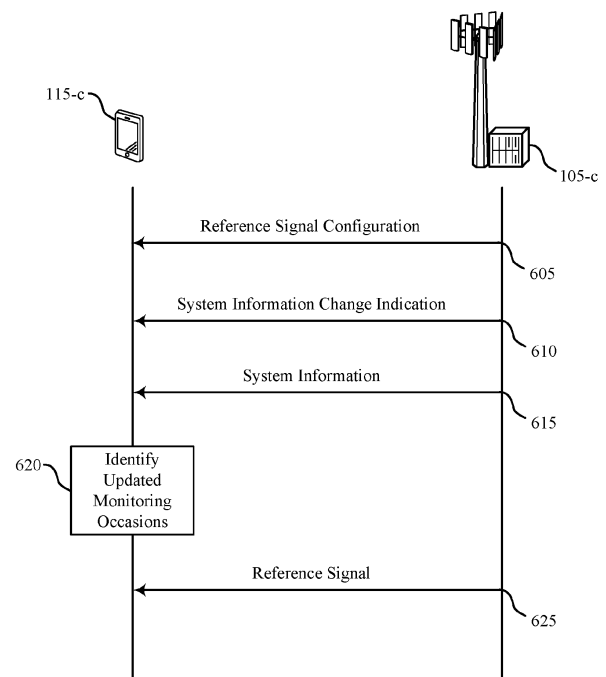 115-c
105-c
Reference Signal Configuration
605
System Information Change Indication
610
System Information
615
620
Identify
Updated
Monitoring
Occasions
Reference Signal
625